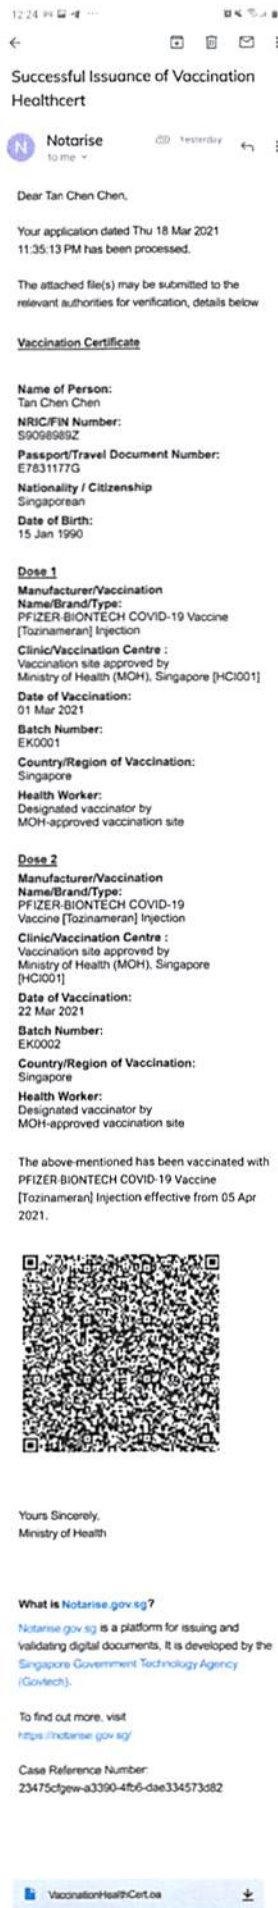 12:24
Successful Issuance of Vaccination
Healthcert
N
Notarise
Yesterday
to me
Dear Tan Chen Chen,
Your application dated Thu 18 Mar 2021
11:35:13 PM has been processed.
The attached file(s) may be submitted to the
relevant authorities for verification, details below
Vaccination Certificate
Name of Person:
Tan Chen Chen
NRIC/FIN Number:
S9098989Z
Passport/Travel Document Number:
E7831177G
Nationality / Citizenship
Singaporean
Date of Birth:
15 Jan 1990
Dose 1
Manufacturer/Vaccination
Name/Brand/Type:
PFIZER-BIONTECH COVID-19 Vaccine
[Tozinameran] Injection
Clinic/Vaccination Centre :
Vaccination site approved by
Ministry of Health (MOH), Singapore [HCI001]
Date of Vaccination:
01 Mar 2021
Batch Number:
EK0001
Country/Region of Vaccination:
Singapore
Health Worker:
Designated vaccinator by
MOH-approved vaccination site
Dose 2
Manufacturer/Vaccination
Name/Brand/Type:
PFIZER-BIONTECH COVID-19
Vaccine [Tozinameran] Injection
Clinic/Vaccination Centre :
Vaccination site approved by
Ministry of Health (MOH), Singapore
[HCI001]
Date of Vaccination:
22 Mar 2021
Batch Number:
EK0002
Country/Region of Vaccination:
Singapore
Health Worker:
Designated vaccinator by
MOH-approved vaccination site
The above-mentioned has been vaccinated with
PFIZER-BIONTECH COVID-19 Vaccine
[Tozinameran] Injection effective from 05 Apr
2021.
Yours Sincerely,
Ministry of Health
What is Notarise.gov.sg?
Notarise.gov.sg is a platform for issuing and
validating digital documents, It is developed by the
Singapore Government Technology Agency
(Govtech).
To find out more, visit
https://notarise.gov.sg/
Case Reference Number:
23475cfgew-a3390-4fb6-dae334573d82
VaccinationHealthCert.oa